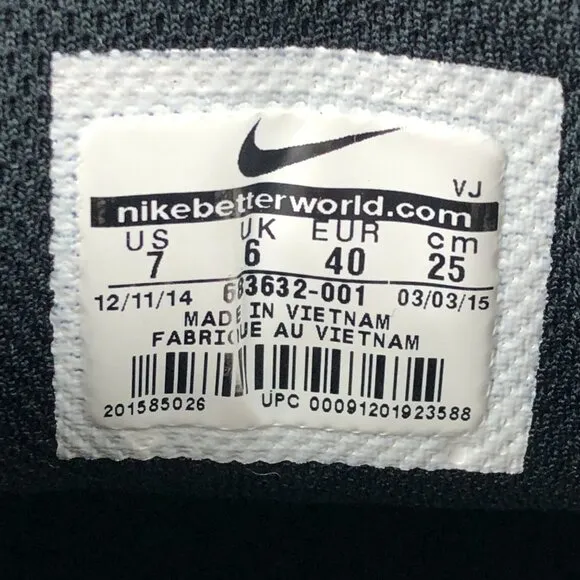 VJ
nikebetterworld.com
US UK EUR cm
7 6 40 25
12/11/14 683632-001 03/03/15
MADE IN VIETNAM
FABRIQUE AU VIETNAM
201585026 UPC 00091201923588